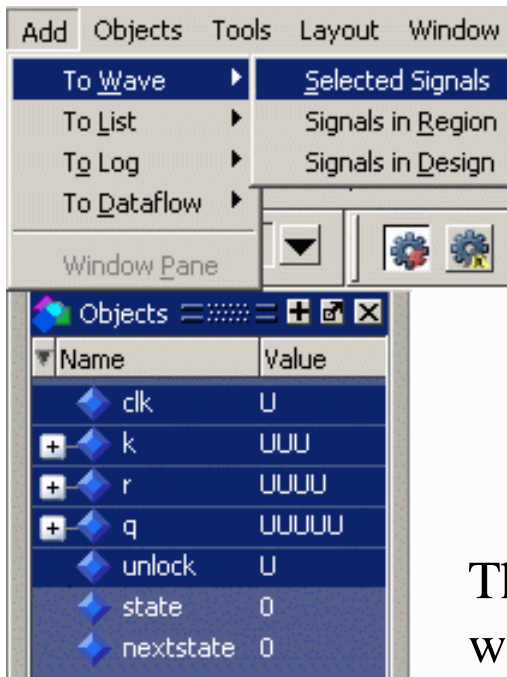 Add Objects Tools Layout Window
To Wave Selected Signals
To List Signals in Region
To Log Signals in Design
To Dataflow
Window Pane
Objects
Name Value
clk U
k UUU
r UUUU
q UUUUU
unlock U
state 0
nextstate 0